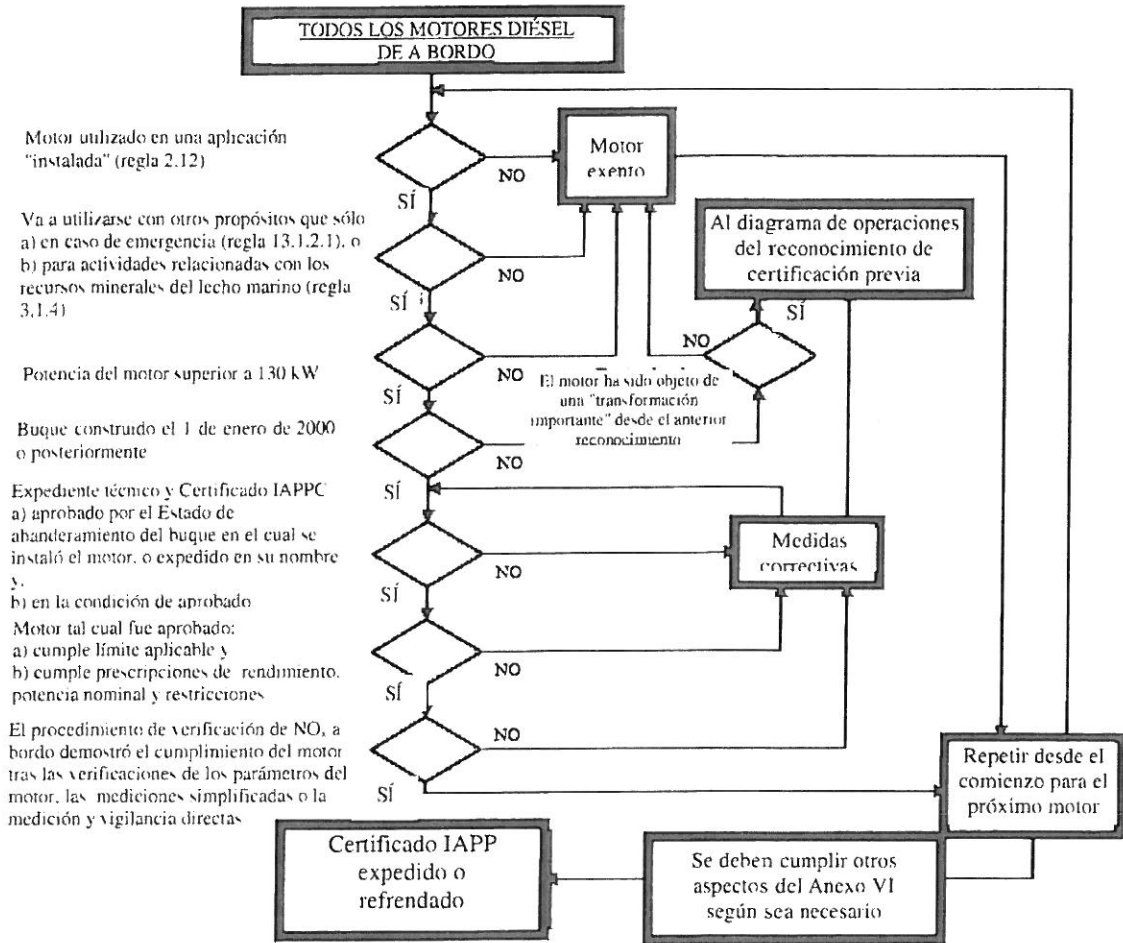 TODOS LOS MOTORES DIÉSEL
DE A BORDO
Motor utilizado en una aplicación
"instalada" (regla 2.12)
NO
Motor
exento
SÍ
Va a utilizarse con otros propósitos que sólo
a) en caso de emergencia (regla 13.1.2.1), o
b) para actividades relacionadas con los
recursos minerales del lecho marino (regla
3.1.4)
NO
SÍ
Al diagrama de operaciones
del reconocimiento de
certificación previa
SÍ
NO
Potencia del motor superior a 130 kW
NO
SÍ
El motor ha sido objeto de
una "transformación
importante" desde el anterior
reconocimiento
Buque construido el 1 de enero de 2000
o posteriormente
NO
SÍ
Expediente técnico y Certificado IAPPC
a) aprobado por el Estado de
abanderamiento del buque en el cual se
instaló el motor, o expedido en su nombre
y,
b) en la condición de aprobado
NO
SÍ
Medidas
correctivas
Motor tal cual fue aprobado:
a) cumple límite aplicable y
b) cumple prescripciones de rendimiento,
potencia nominal y restricciones
NO
SÍ
El procedimiento de verificación de NO, a
bordo demostró el cumplimiento del motor
tras las verificaciones de los parámetros del
motor, las mediciones simplificadas o la
medición y vigilancia directas
NO
SÍ
Repetir desde el
comienzo para el
próximo motor
Se deben cumplir otros
aspectos del Anexo VI
según sea necesario
Certificado IAPP
expedido o
refrendado